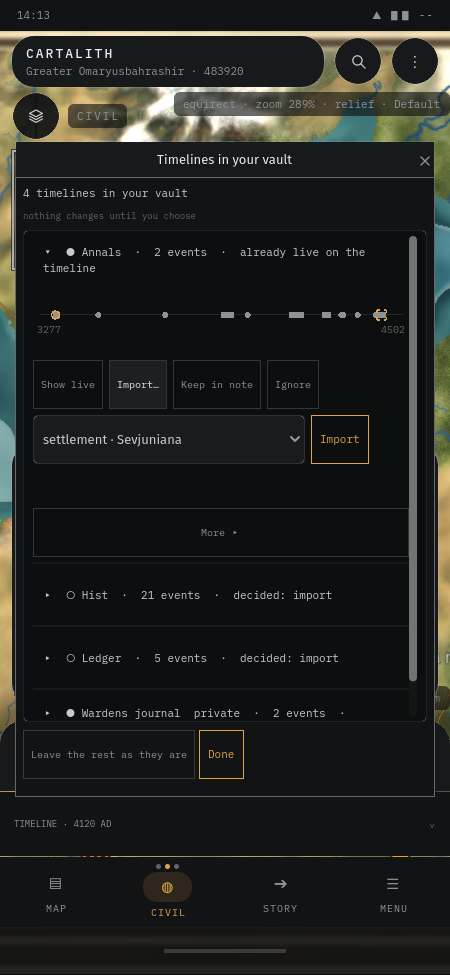 14:13
--
CARTALITH
Greater Omaryusbahrashir · 483920
equirect · zoom 289% · relief · Default
CIVIL
Timelines in your vault
4 timelines in your vault
nothing changes until you choose
Annals · 2 events · already live on the
timeline
3277
4502
Show live
Import…
Keep in note
Ignore
settlement · Sevjuniana
Import
More ▸
Hist · 21 events · decided: import
Ledger · 5 events · decided: import
Wardens journal private · 2 events ·
Leave the rest as they are
Done
TIMELINE · 4120 AD
MAP
CIVIL
STORY
MENU